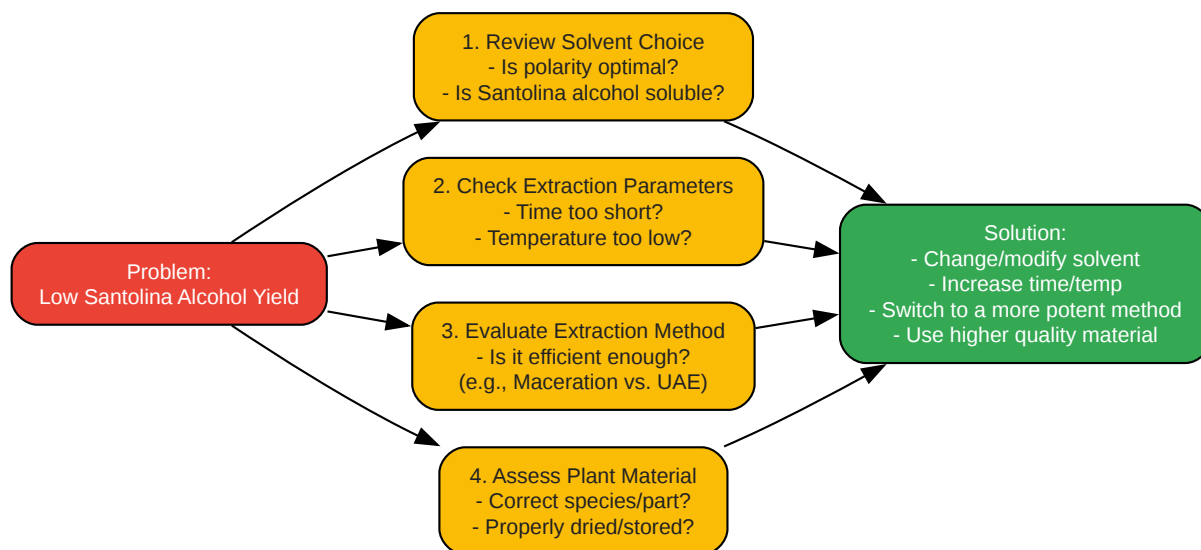 Problem:
Low Santolina Alcohol Yield
1. Review Solvent Choice
- Is polarity optimal?
- Is Santolina alcohol soluble?
2. Check Extraction Parameters
- Time too short?
- Temperature too low?
3. Evaluate Extraction Method
- Is it efficient enough?
(e.g., Maceration vs. UAE)
4. Assess Plant Material
- Correct species/part?
- Properly dried/stored?
Solution:
- Change/modify solvent
- Increase time/temp
- Switch to a more potent method
- Use higher quality material